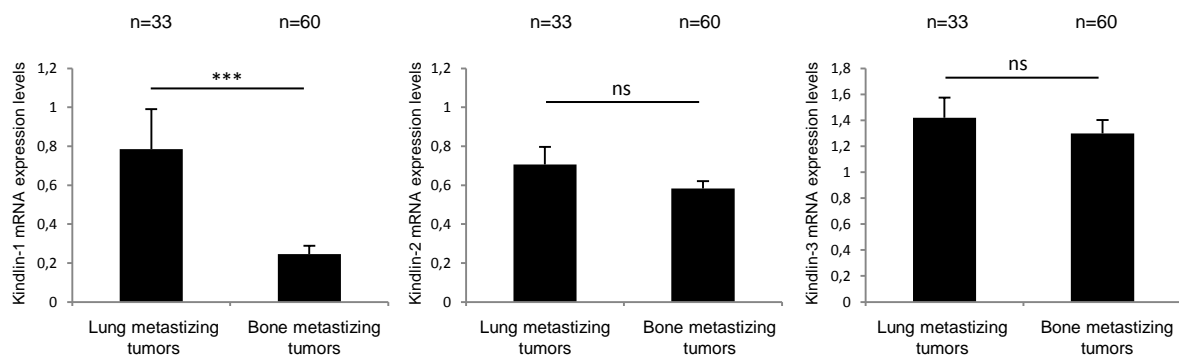 n=33
n=60
Kindlin-1 mRNA expression levels
1,2
1
0,8
0,6
0,4
0,2
0
***
Lung metastizing
tumors
Bone metastizing
tumors
n=33
n=60
Kindlin-2 mRNA expression levels
1,2
1
0,8
0,6
0,4
0,2
0
ns
Lung metastizing
tumors
Bone metastizing
tumors
n=33
n=60
Kindlin-3 mRNA expression levels
1,8
1,6
1,4
1,2
1
0,8
0,6
0,4
0,2
0
ns
Lung metastizing
tumors
Bone metastizing
tumors